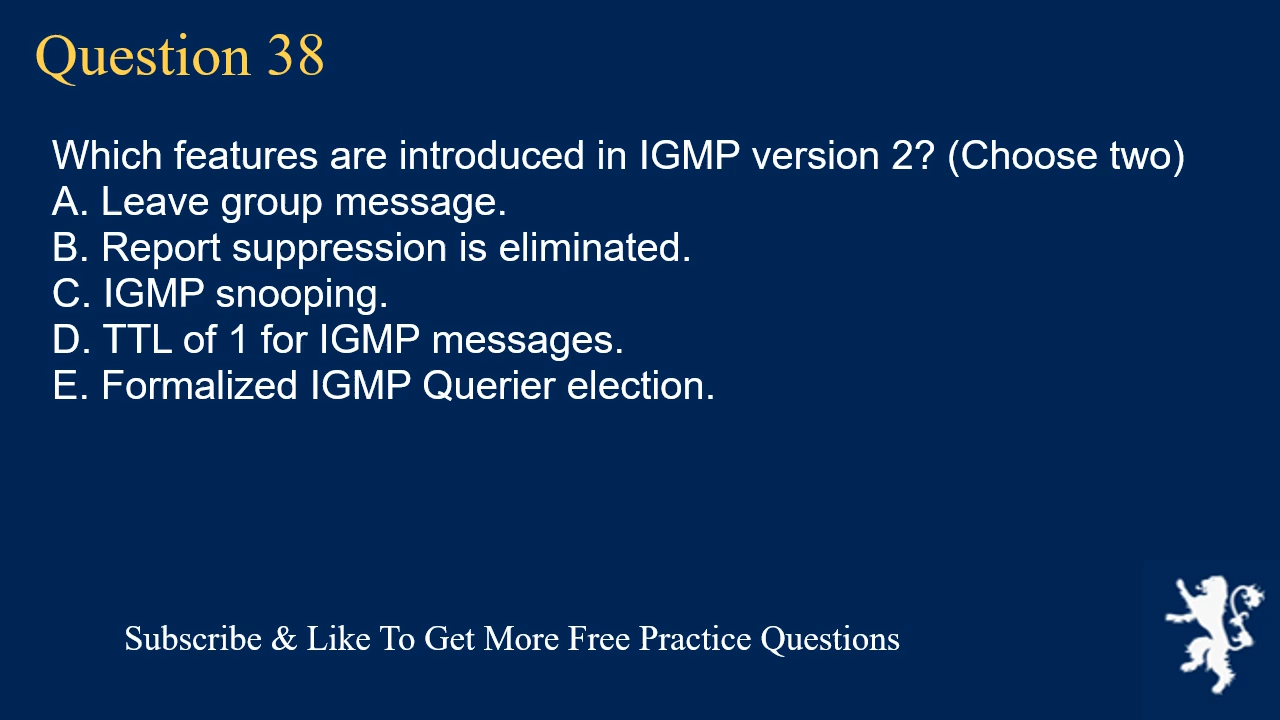 Question 38
Which features are introduced in IGMP version 2? (Choose two)
A. Leave group message.
B. Report suppression is eliminated.
C. IGMP snooping.
D. TTL of 1 for IGMP messages.
E. Formalized IGMP Querier election.
Subscribe & Like To Get More Free Practice Questions